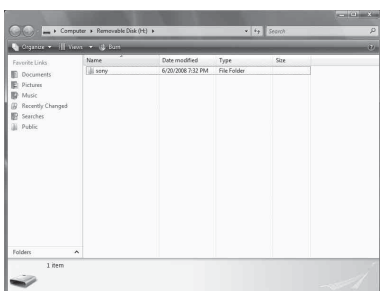 Computer ▸ Removable Disk (H:) ▸ Search
Organize Views Burn
Favorite Links
Documents
Pictures
Music
Recently Changed
Searches
Public
Folders
Name Date modified Type Size
sony 6/20/2008 7:32 PM File Folder
1 item